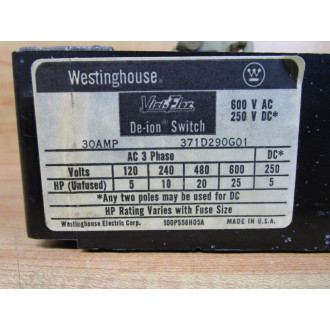 Westinghouse
W
Visi-Flex 600 V AC
De-ion® Switch 250 V DC*
30AMP 371D290G01
AC 3 Phase DC*
Volts 120 240 480 600 250
HP (Unfused) 5 10 20 25 5
*Any two poles may be used for DC
HP Rating Varies with Fuse Size
Westinghouse Electric Corp. 100P556H05A MADE IN U.S.A.